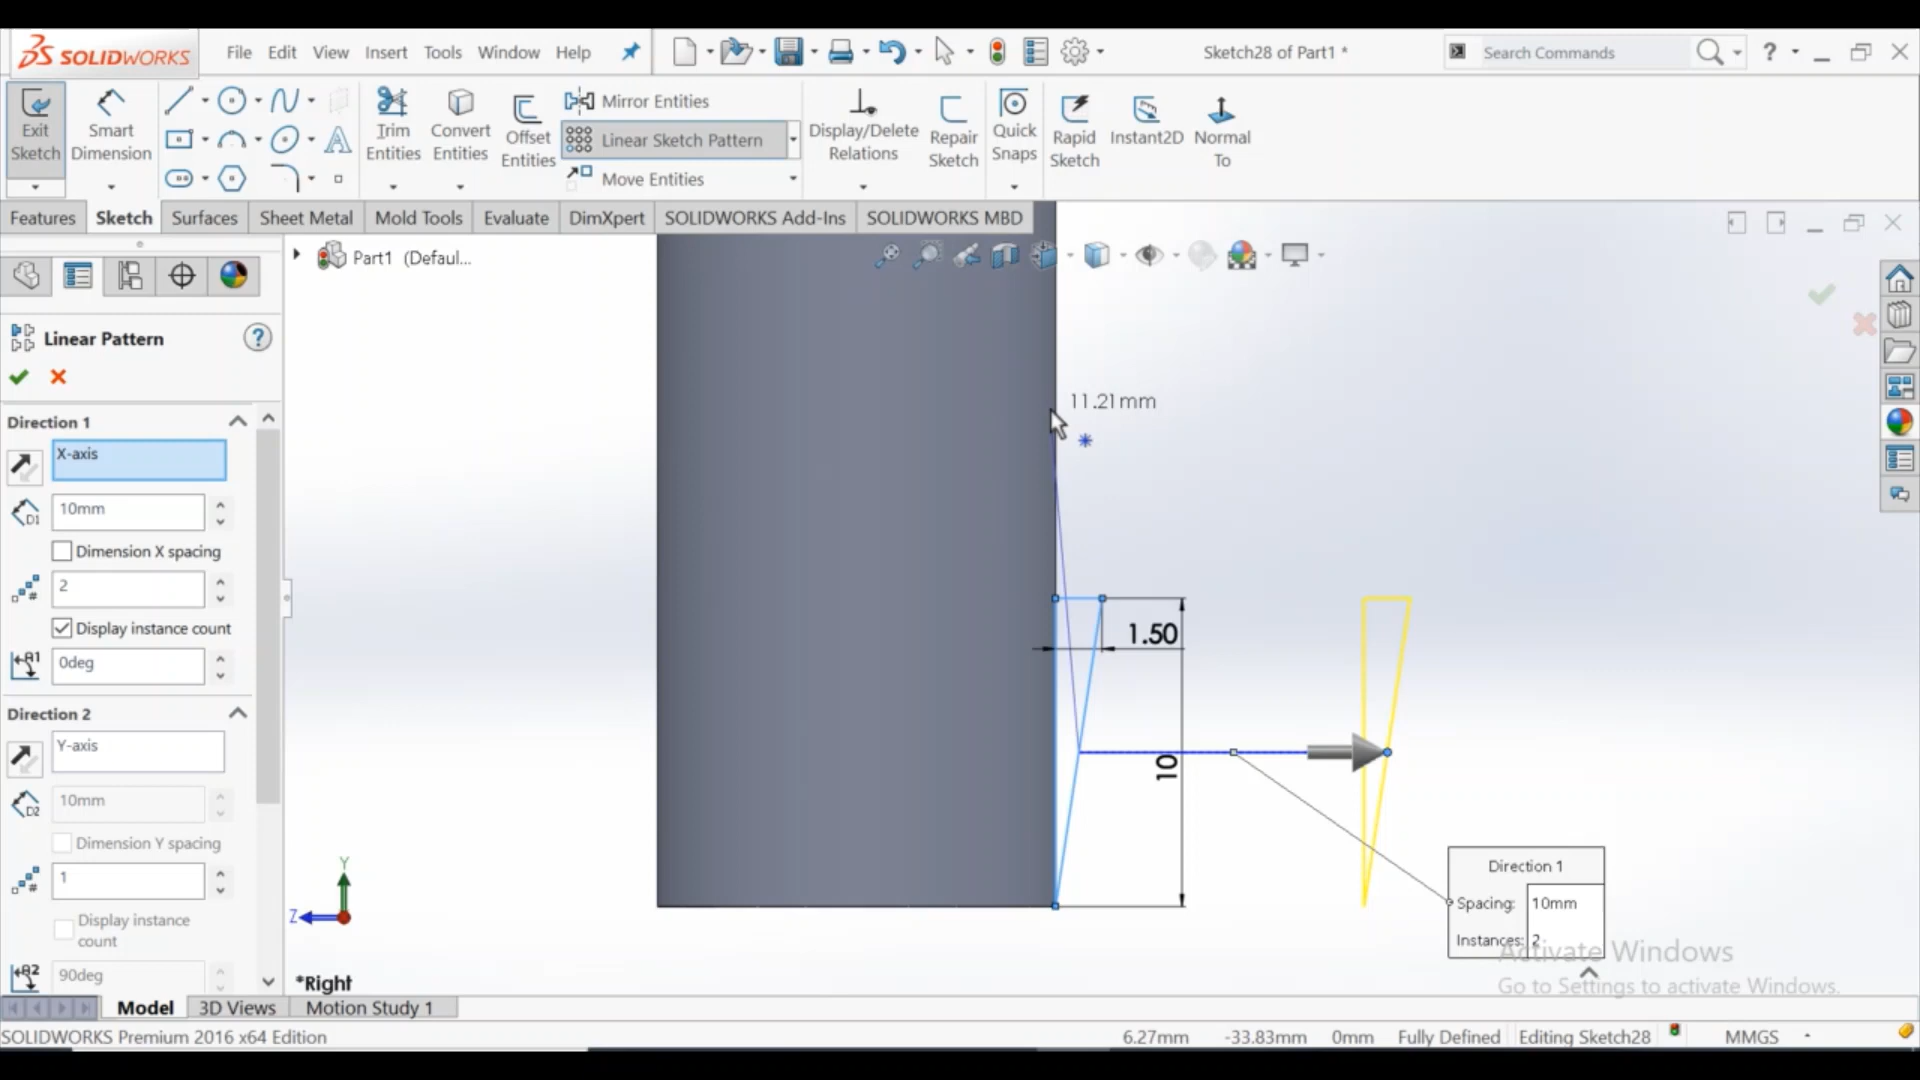 SOLIDWORKS File Edit View Insert Tools Window Help Sketch28 of Part1 * Search Commands ?
Exit Sketch
Smart Dimension
Trim Entities
Convert Entities
Offset Entities
Mirror Entities
Linear Sketch Pattern
Move Entities
Display/Delete Relations
Repair Sketch
Quick Snaps
Rapid Sketch
Instant2D
Normal To
Features Sketch Surfaces Sheet Metal Mold Tools Evaluate DimXpert SOLIDWORKS Add-Ins SOLIDWORKS MBD
Part1 (Defaul...
Linear Pattern
?
Direction 1
X-axis
D1
10mm
Dimension X spacing
#
2
Display instance count
A1
0deg
Direction 2
Y-axis
D2
10mm
Dimension Y spacing
#
1
Display instance count
A2
90deg
11.21mm
1.50
10
Direction 1
Spacing: 10mm
Instances: 2
Y
Z
*Right
Activate Windows
Go to Settings to activate Windows.
Model 3D Views Motion Study 1
SOLIDWORKS Premium 2016 x64 Edition 6.27mm -33.83mm 0mm Fully Defined Editing Sketch28 MMGS